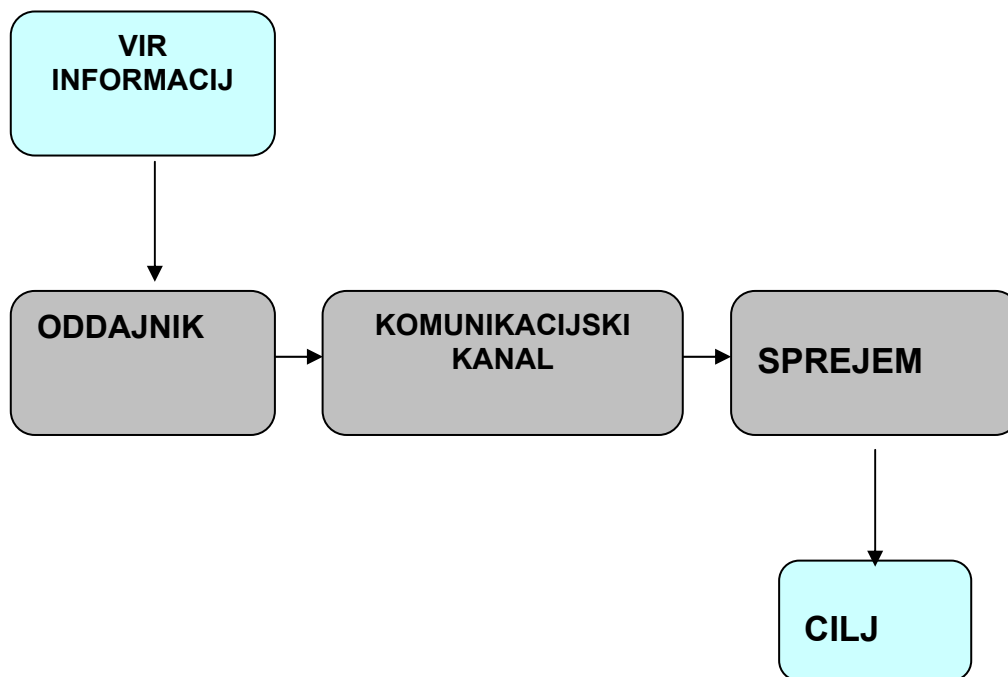 VIR
INFORMACIJ
ODDAJNIK
KOMUNIKACIJSKI
KANAL
SPREJEM
CILJ